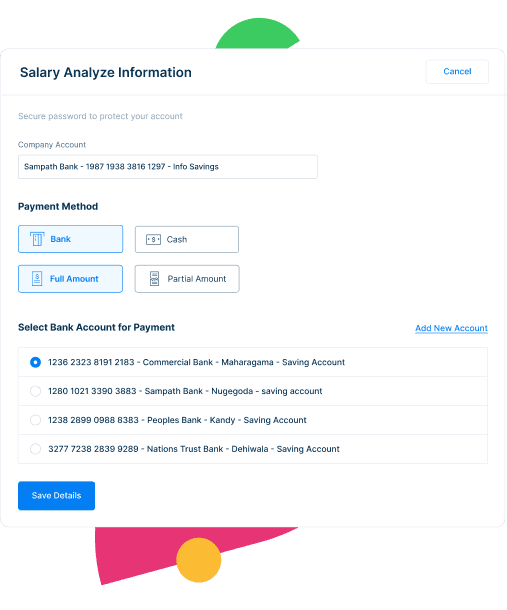 Salary Analyze Information
Cancel
Secure password to protect your account
Company Account
Sampath Bank - 1987 1938 3816 1297 - Info Savings
Payment Method
Bank
Cash
Full Amount
Partial Amount
Select Bank Account for Payment
Add New Account
1236 2323 8191 2183 - Commercial Bank - Maharagama - Saving Account
1280 1021 3390 3883 - Sampath Bank - Nugegoda - saving account
1238 2899 0988 8383 - Peoples Bank - Kandy - Saving Account
3277 7238 2839 9289 - Nations Trust Bank - Dehiwala - Saving Account
Save Details